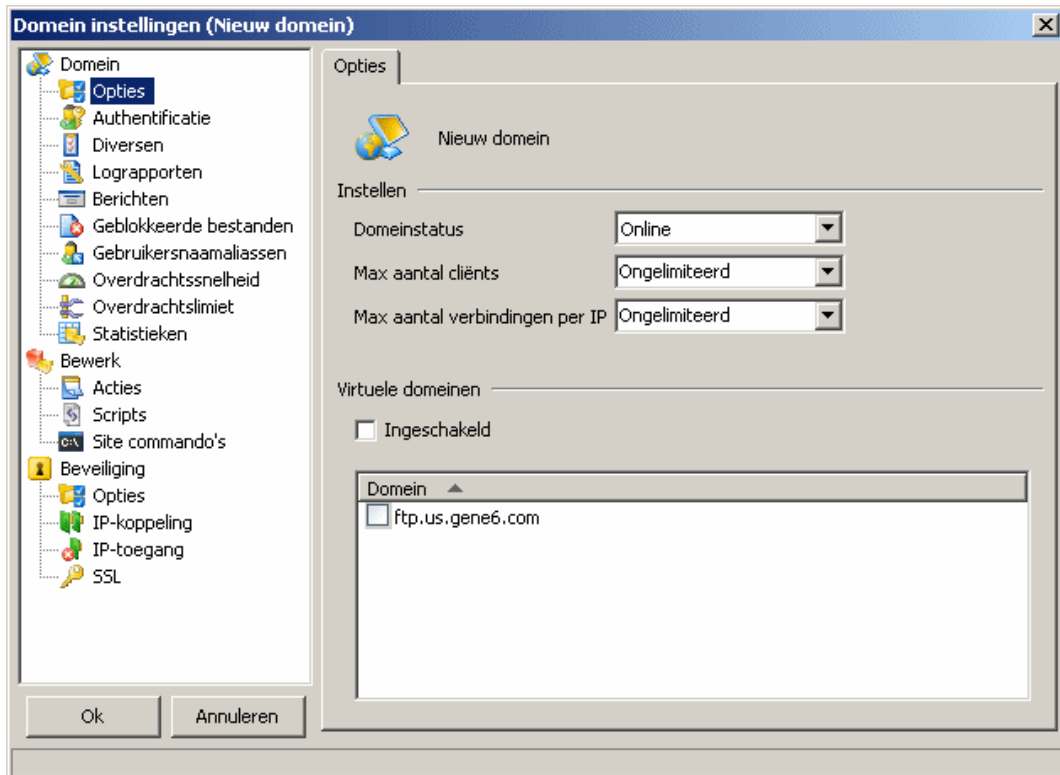 Domein instellingen (Nieuw domein)
Domein
Opties
Authentificatie
Diversen
Lograpporten
Berichten
Geblokkeerde bestanden
Gebruikersnaamaliassen
Overdrachtssnelheid
Overdrachtslimiet
Statistieken
Bewerk
Acties
Scripts
C:\ Site commando's
Beveiliging
Opties
IP-koppeling
IP-toegang
SSL
Ok
Annuleren
Opties
Nieuw domein
Instellen
Domeinstatus Online
Max aantal cliënts Ongelimiteerd
Max aantal verbindingen per IP Ongelimiteerd
Virtuele domeinen
Ingeschakeld
Domein
ftp.us.gene6.com